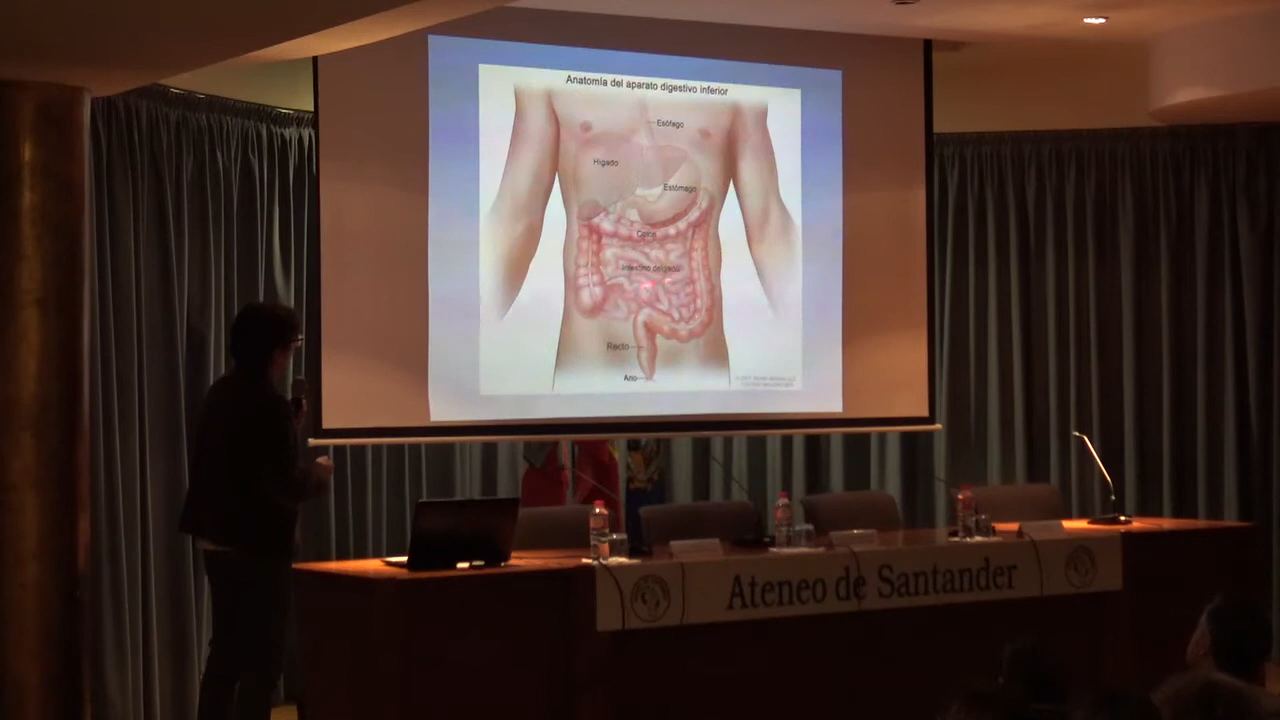 Anatomía del aparato digestivo inferior
Esófago
Hígado
Estómago
Colon
Intestino delgado
Recto
Ano
Ateneo de Santander